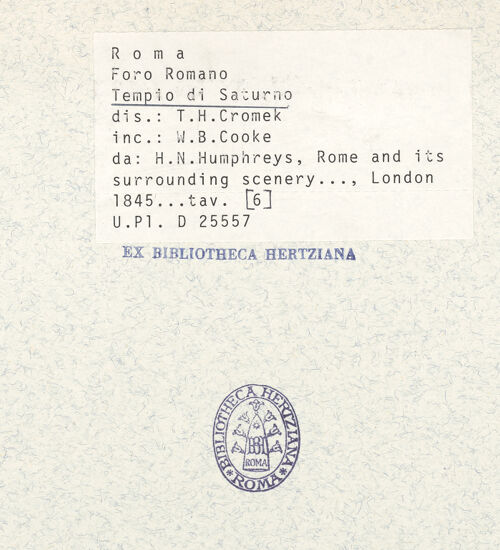 R o m a
Foro Romano
Tempio di Saturno
dis.: T.H.Cromek
inc.: W.B.Cooke
da: H.N.Humphreys, Rome and its
surrounding scenery..., London
1845...tav. [6]
U.Pl. D 25557
EX BIBLIOTHECA HERTZIANA
BIBLIOTHECA HERTZIANA
BH
ROMA
*ROMA*